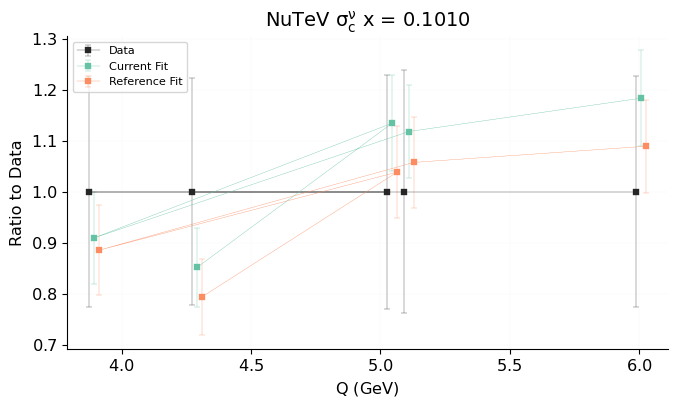 NuTeV σ_c^ν x = 0.1010
Data
Current Fit
Reference Fit
Ratio to Data
1.3
1.2
1.1
1.0
0.9
0.8
0.7
4.0
4.5
5.0
5.5
6.0
Q (GeV)